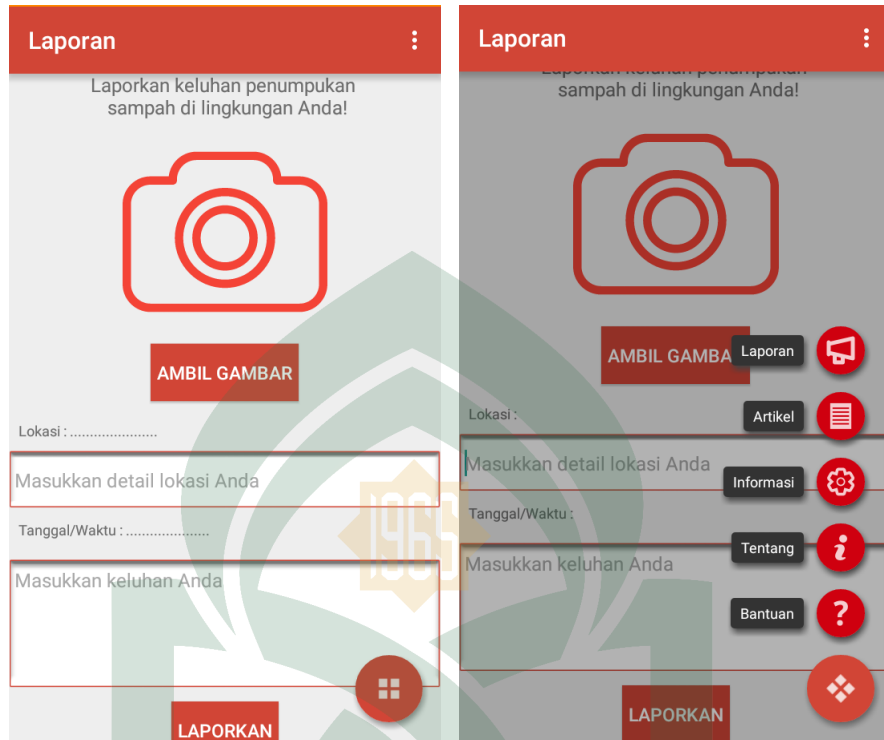 Laporan
Laporkan keluhan penumpukan
sampah di lingkungan Anda!
AMBIL GAMBAR
Lokasi : ......................
Masukkan detail lokasi Anda
Tanggal/Waktu : .....................
Masukkan keluhan Anda
LAPORKAN
Laporan
Laporkan keluhan penumpukan
sampah di lingkungan Anda!
AMBIL GAMBA
Laporan
Lokasi :
Artikel
Masukkan detail lokasi Anda
Informasi
Tanggal/Waktu :
Tentang
Masukkan keluhan Anda
Bantuan
?
LAPORKAN
1965